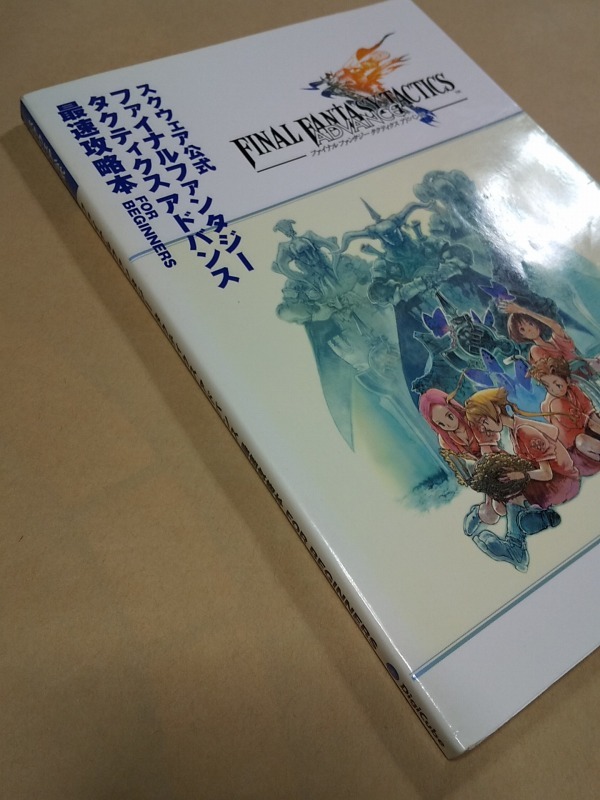 スクウェア公式
ファイナルファンタジー
タクティクス アドバンス
最速攻略本 FOR BEGINNERS
FINAL FANTASY TACTICS
ADVANCE
ファイナルファンタジー タクティクス アドバンス
FOR BEGINNERS
DigiCube